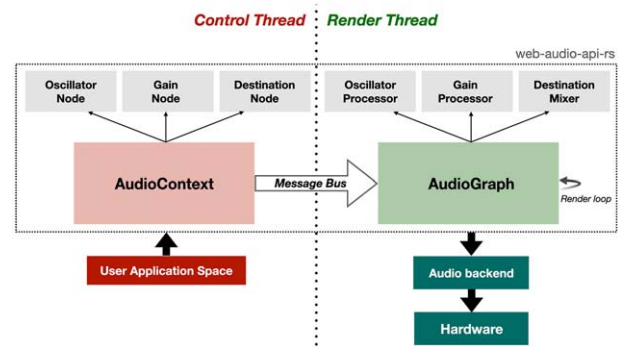 Control Thread
Render Thread
web-audio-api-rs
Oscillator
Node
Gain
Node
Destination
Node
Oscillator
Processor
Gain
Processor
Destination
Mixer
AudioContext
Message Bus
AudioGraph
Render loop
User Application Space
Audio backend
Hardware